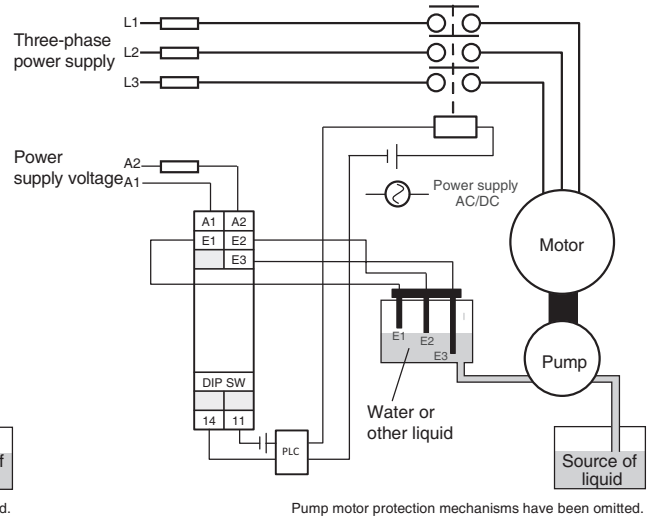 L1
Three-phase
power supply
L2
L3
Power
supply voltage
A2
A1
Power supply
AC/DC
A1 A2
E1 E2
E3
Motor
E1
E2
E3
Pump
DIP SW
14 11
PLC
Water or
other liquid
Source of
liquid
f
d.
Pump motor protection mechanisms have been omitted.